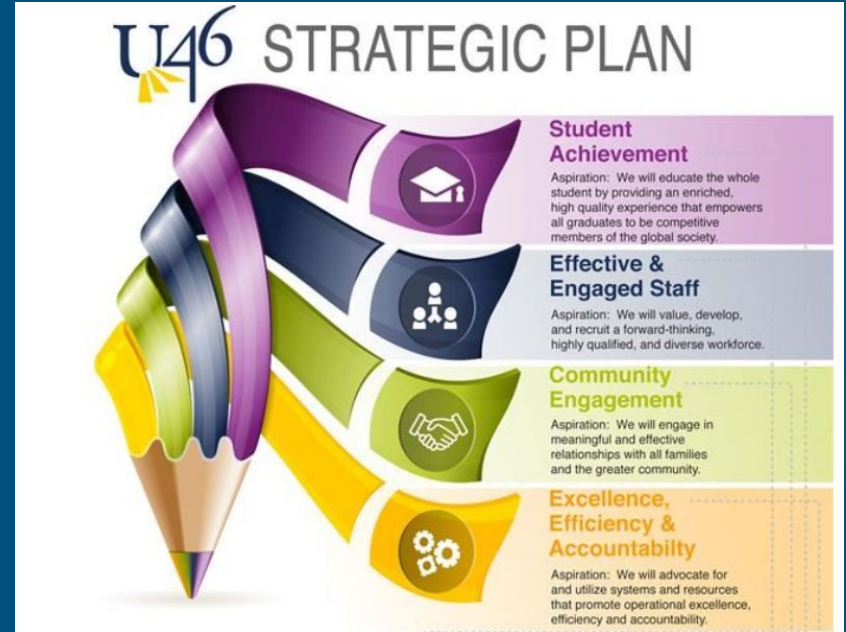 U46 STRATEGIC PLAN
Student
Achievement
Aspiration: We will educate the whole
student by providing an enriched,
high quality experience that empowers
all graduates to be competitive
members of the global society.
Effective &
Engaged Staff
Aspiration: We will value, develop,
and recruit a forward-thinking,
highly qualified, and diverse workforce.
Community
Engagement
Aspiration: We will engage in
meaningful and effective
relationships with all families
and the greater community.
Excellence,
Efficiency &
Accountabilty
Aspiration: We will advocate for
and utilize systems and resources
that promote operational excellence,
efficiency and accountability.